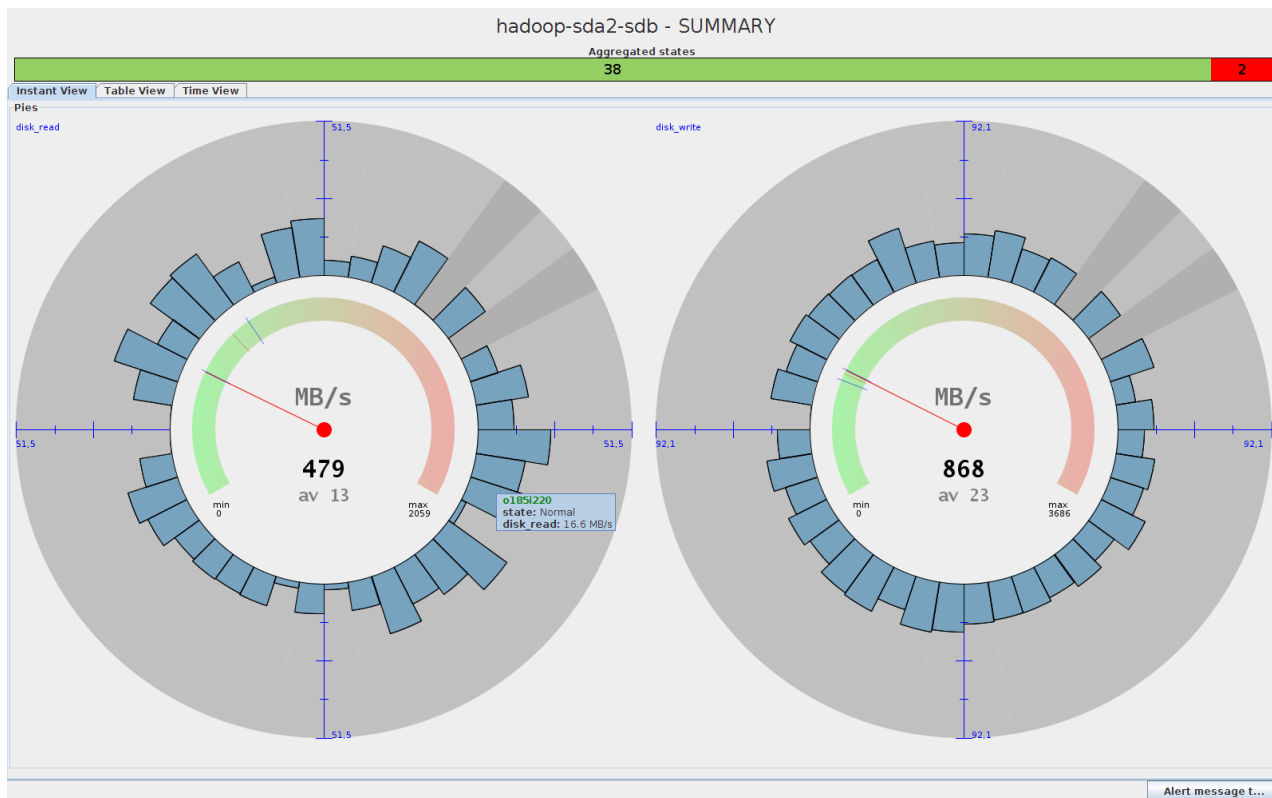 hadoop-sda2-sdb - SUMMARY
Aggregated states
38
2
Instant View
Table View
Time View
Pies
disk_read
51,5
51,5
51,5
51,5
MB/s
479
av 13
min
0
max
2059
o185i220
state: Normal
disk_read: 16.6 MB/s
disk_write
92,1
92,1
92,1
92,1
MB/s
868
av 23
min
0
max
3686
Alert message t...